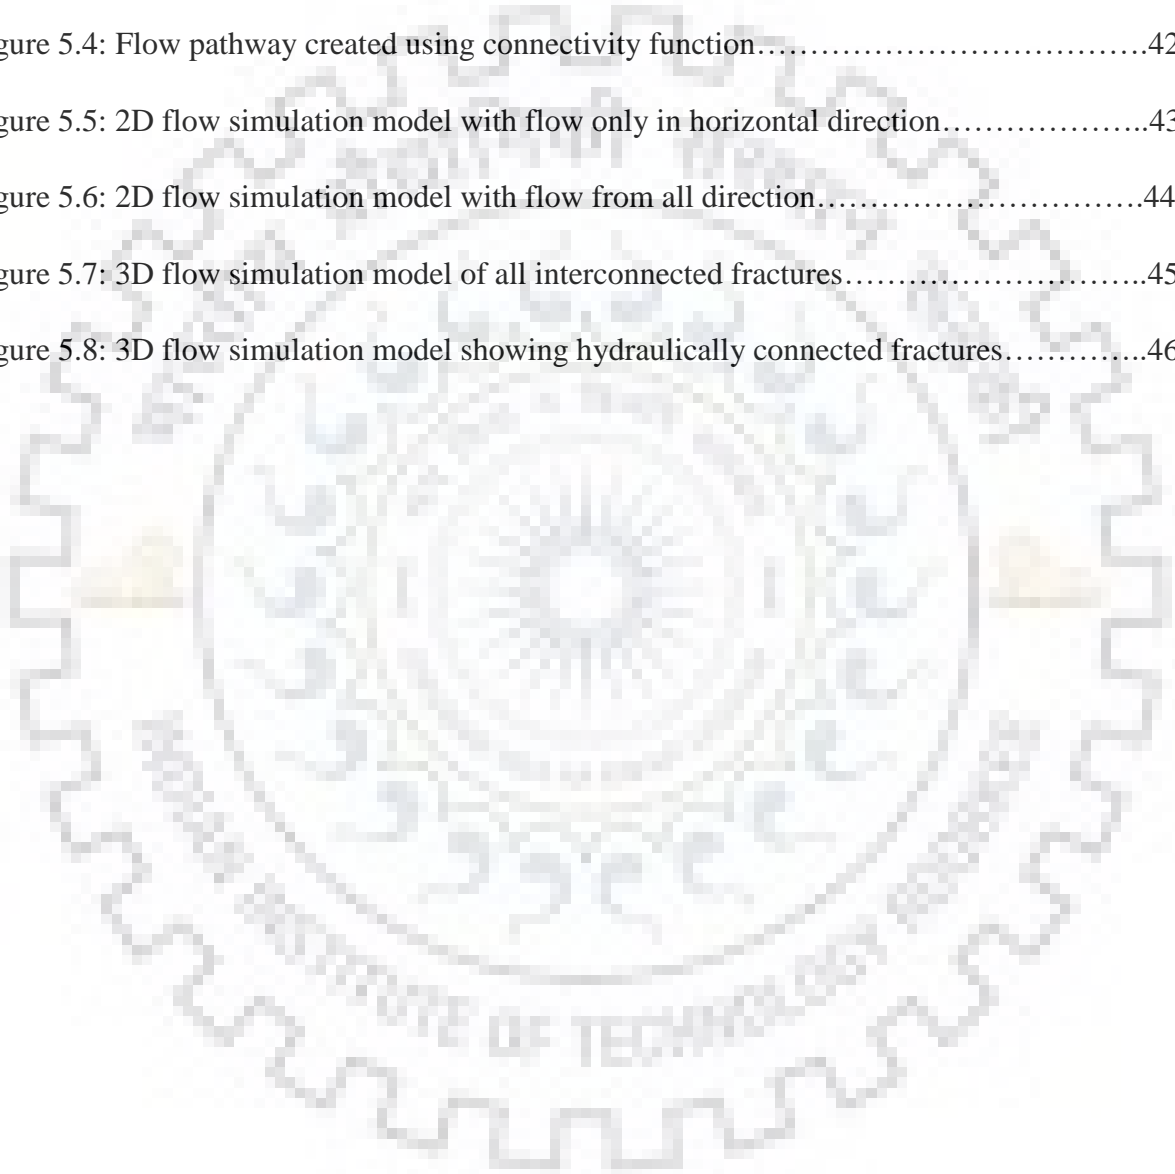 gure 5.4: Flow pathway created using connectivity function……………………………….42
gure 5.5: 2D flow simulation model with flow only in horizontal direction………………..43
gure 5.6: 2D flow simulation model with flow from all direction………………………….44
gure 5.7: 3D flow simulation model of all interconnected fractures………………………..45
gure 5.8: 3D flow simulation model showing hydraulically connected fractures…………..46
INSTITUTE OF TECHNOLOGY